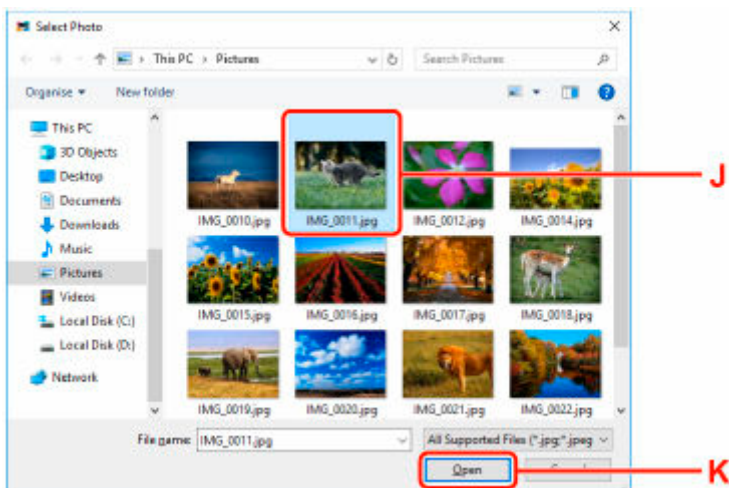 Select Photo
This PC > Pictures
Search Pictures
Organise
New folder
This PC
3D Objects
Desktop
Documents
Downloads
Music
Pictures
Videos
Local Disk (C:)
Local Disk (D:)
Network
IMG_0010.jpg IMG_0011.jpg IMG_0012.jpg IMG_0014.jpg
J
IMG_0015.jpg IMG_0016.jpg IMG_0017.jpg IMG_0018.jpg
IMG_0019.jpg IMG_0020.jpg IMG_0021.jpg IMG_0022.jpg
File name: IMG_0011.jpg All Supported Files (*.jpg;*.jpeg
Open
K